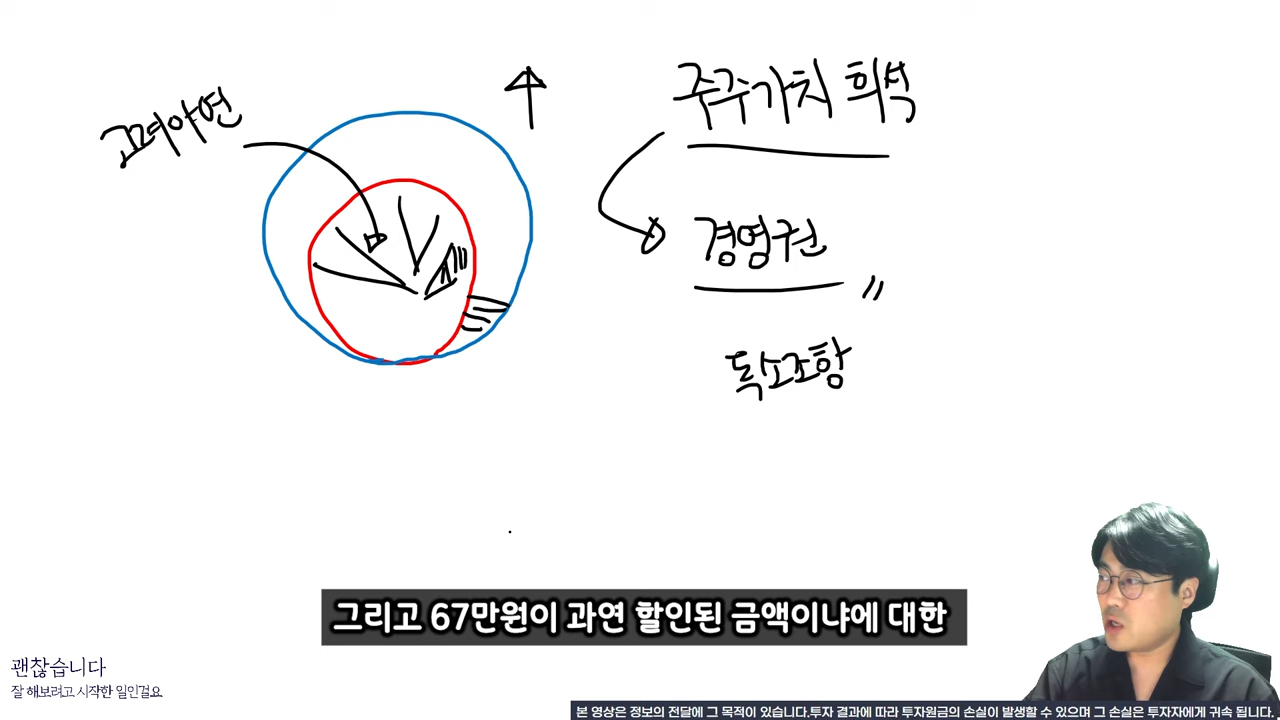 고려아연
주주가치 희석
경영권
독소조항
그리고 67만원이 과연 할인된 금액이냐에 대한
괜찮습니다
잘 해보려고 시작한 일인걸요
본 영상은 정보의 전달에 그 목적이 있습니다.투자 결과에 따라 투자원금의 손실이 발생할 수 있으며 그 손실은 투자자에게 귀속 됩니다.